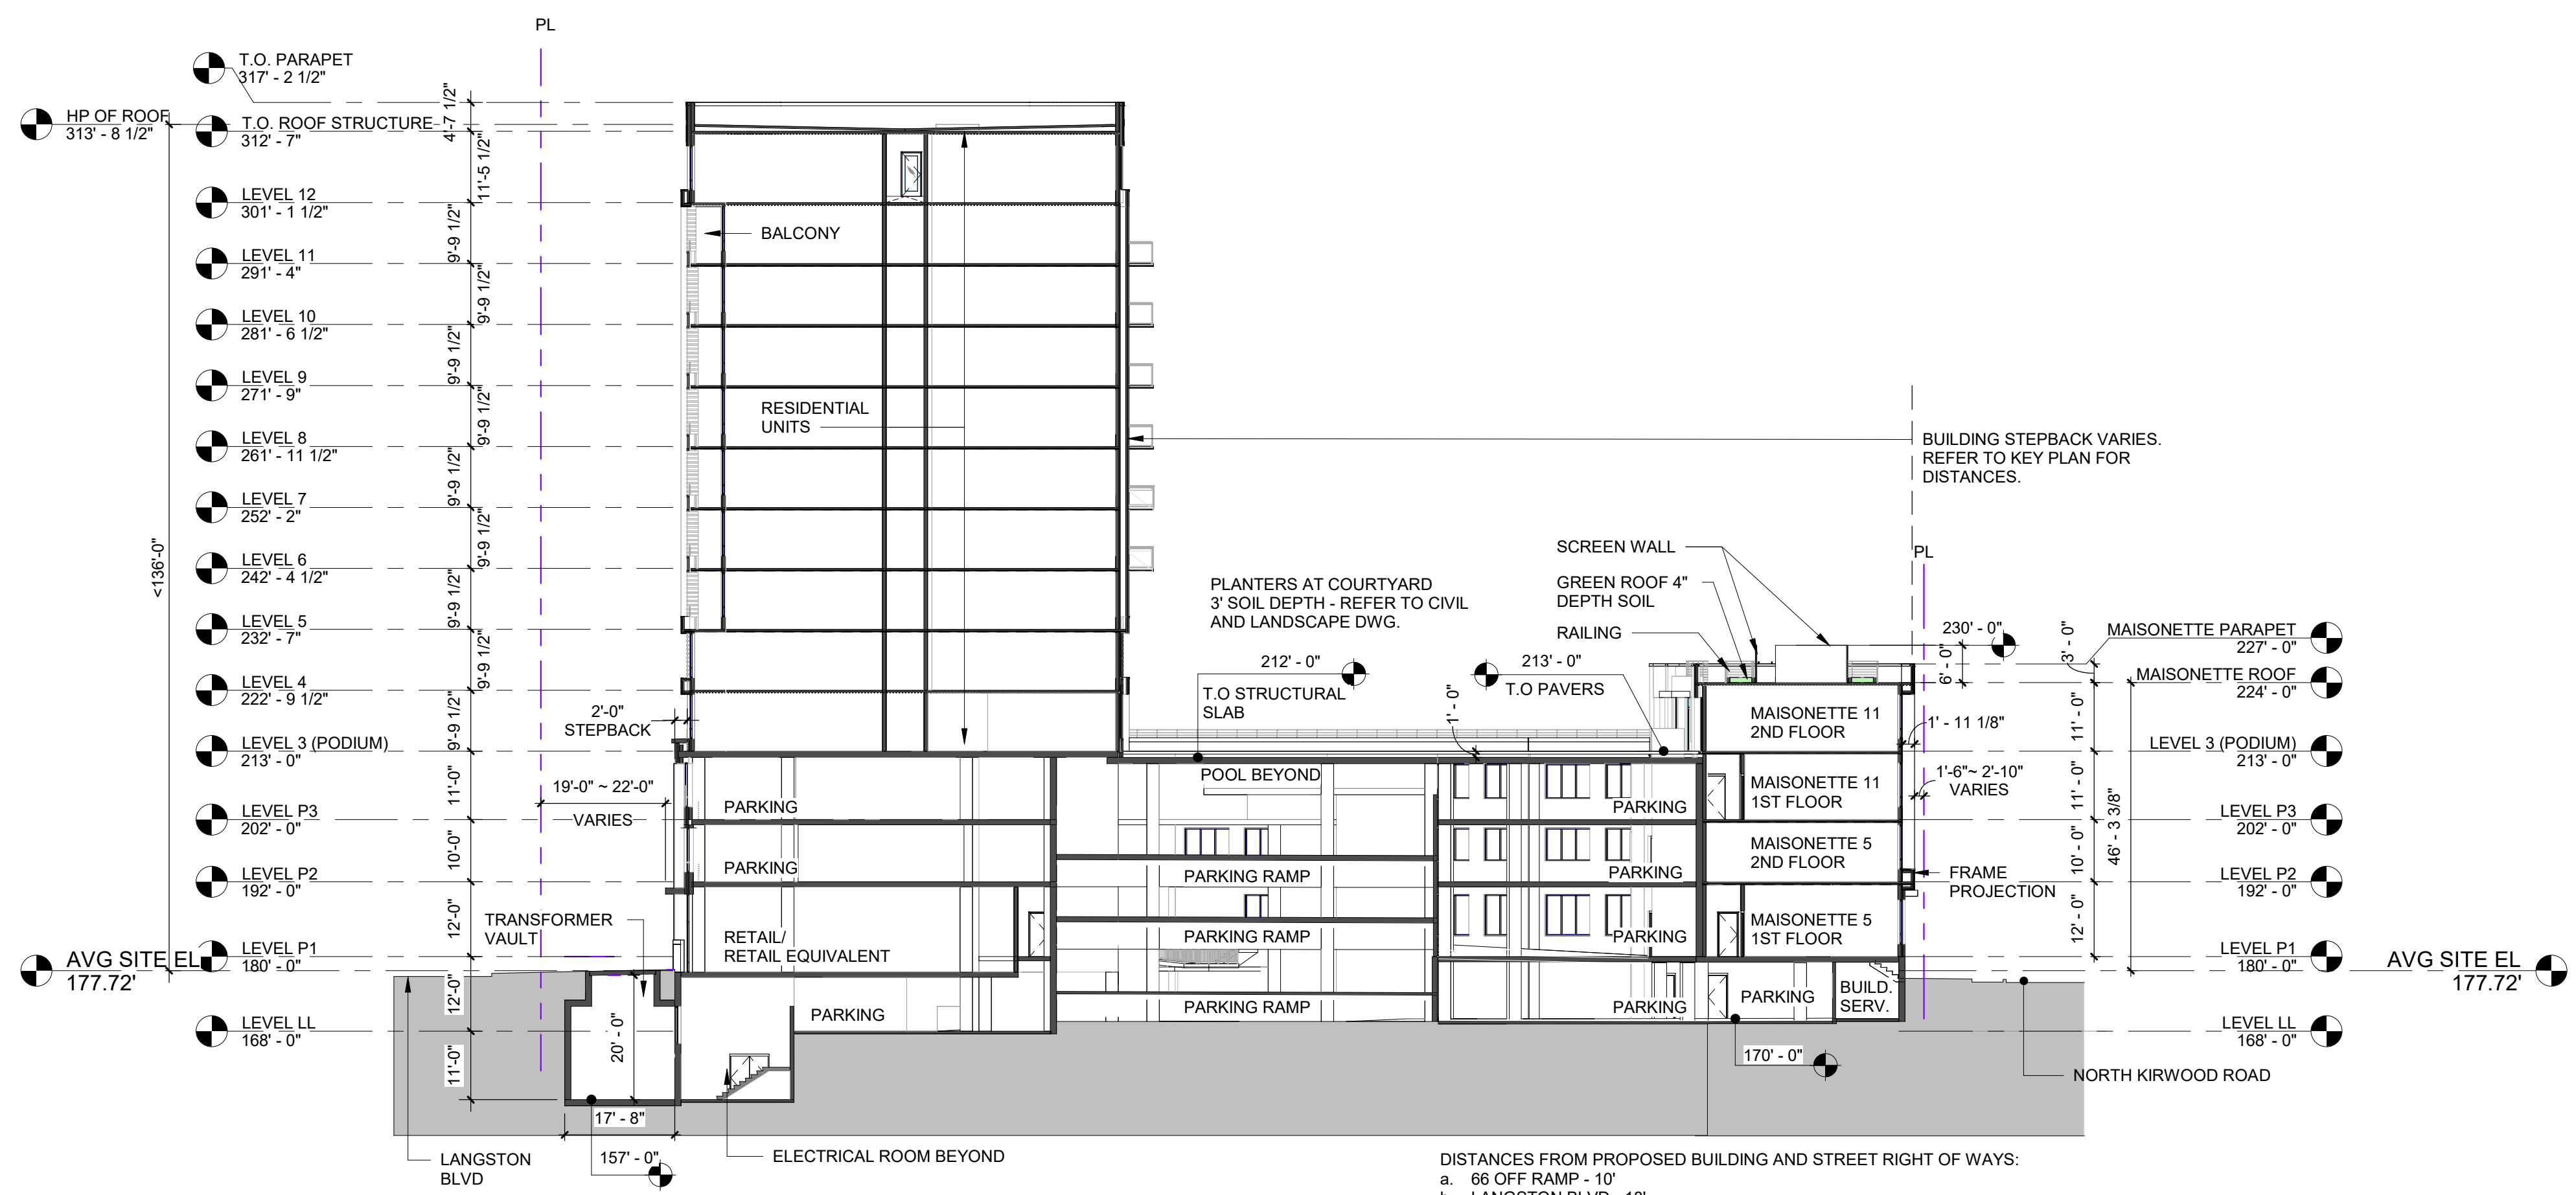 PL
T.O. PARAPET
317' - 2 1/2"
HP OF ROOF
313' - 8 1/2"
T.O. ROOF STRUCTURE
312' - 7"
4'-7 1/2"
11'-5 1/2"
LEVEL 12
301' - 1 1/2"
9'-9 1/2"
BALCONY
LEVEL 11
291' - 4"
9'-9 1/2"
LEVEL 10
281' - 6 1/2"
9'-9 1/2"
LEVEL 9
271' - 9"
9'-9 1/2"
RESIDENTIAL
UNITS
LEVEL 8
261' - 11 1/2"
9'-9 1/2"
BUILDING STEPBACK VARIES.
REFER TO KEY PLAN FOR
DISTANCES.
LEVEL 7
252' - 2"
9'-9 1/2"
LEVEL 6
242' - 4 1/2"
9'-9 1/2"
<136'-0"
LEVEL 5
232' - 7"
9'-9 1/2"
LEVEL 4
222' - 9 1/2"
9'-9 1/2"
2'-0"
STEPBACK
LEVEL 3 (PODIUM)
213' - 0"
11'-0"
19'-0" ~ 22'-0"
VARIES
LEVEL P3
202' - 0"
10'-0"
LEVEL P2
192' - 0"
12'-0"
TRANSFORMER
VAULT
LEVEL P1
180' - 0"
AVG SITE EL
177.72'
12'-0"
LEVEL LL
168' - 0"
11'-0"
20' - 0"
17' - 8"
157' - 0"
LANGSTON
BLVD
ELECTRICAL ROOM BEYOND
PARKING
PARKING
RETAIL/
RETAIL EQUIVALENT
PARKING
PLANTERS AT COURTYARD
3' SOIL DEPTH - REFER TO CIVIL
AND LANDSCAPE DWG.
212' - 0"
T.O STRUCTURAL
SLAB
213' - 0"
T.O PAVERS
1' - 0"
POOL BEYOND
PARKING RAMP
PARKING RAMP
PARKING RAMP
PARKING
PARKING
PARKING
PARKING
PARKING
BUILD.
SERV.
170' - 0"
SCREEN WALL
GREEN ROOF 4"
DEPTH SOIL
RAILING
PL
230' - 0"
6' - 0"
3' - 0"
MAISONETTE PARAPET
227' - 0"
MAISONETTE ROOF
224' - 0"
MAISONETTE 11
2ND FLOOR
1' - 11 1/8"
11' - 0"
LEVEL 3 (PODIUM)
213' - 0"
MAISONETTE 11
1ST FLOOR
1'-6"~ 2'-10"
VARIES
11' - 0"
46' - 3 3/8"
LEVEL P3
202' - 0"
MAISONETTE 5
2ND FLOOR
10' - 0"
FRAME
PROJECTION
LEVEL P2
192' - 0"
MAISONETTE 5
1ST FLOOR
12' - 0"
LEVEL P1
180' - 0"
AVG SITE EL
177.72'
LEVEL LL
168' - 0"
NORTH KIRWOOD ROAD
DISTANCES FROM PROPOSED BUILDING AND STREET RIGHT OF WAYS:
a. 66 OFF RAMP - 10'